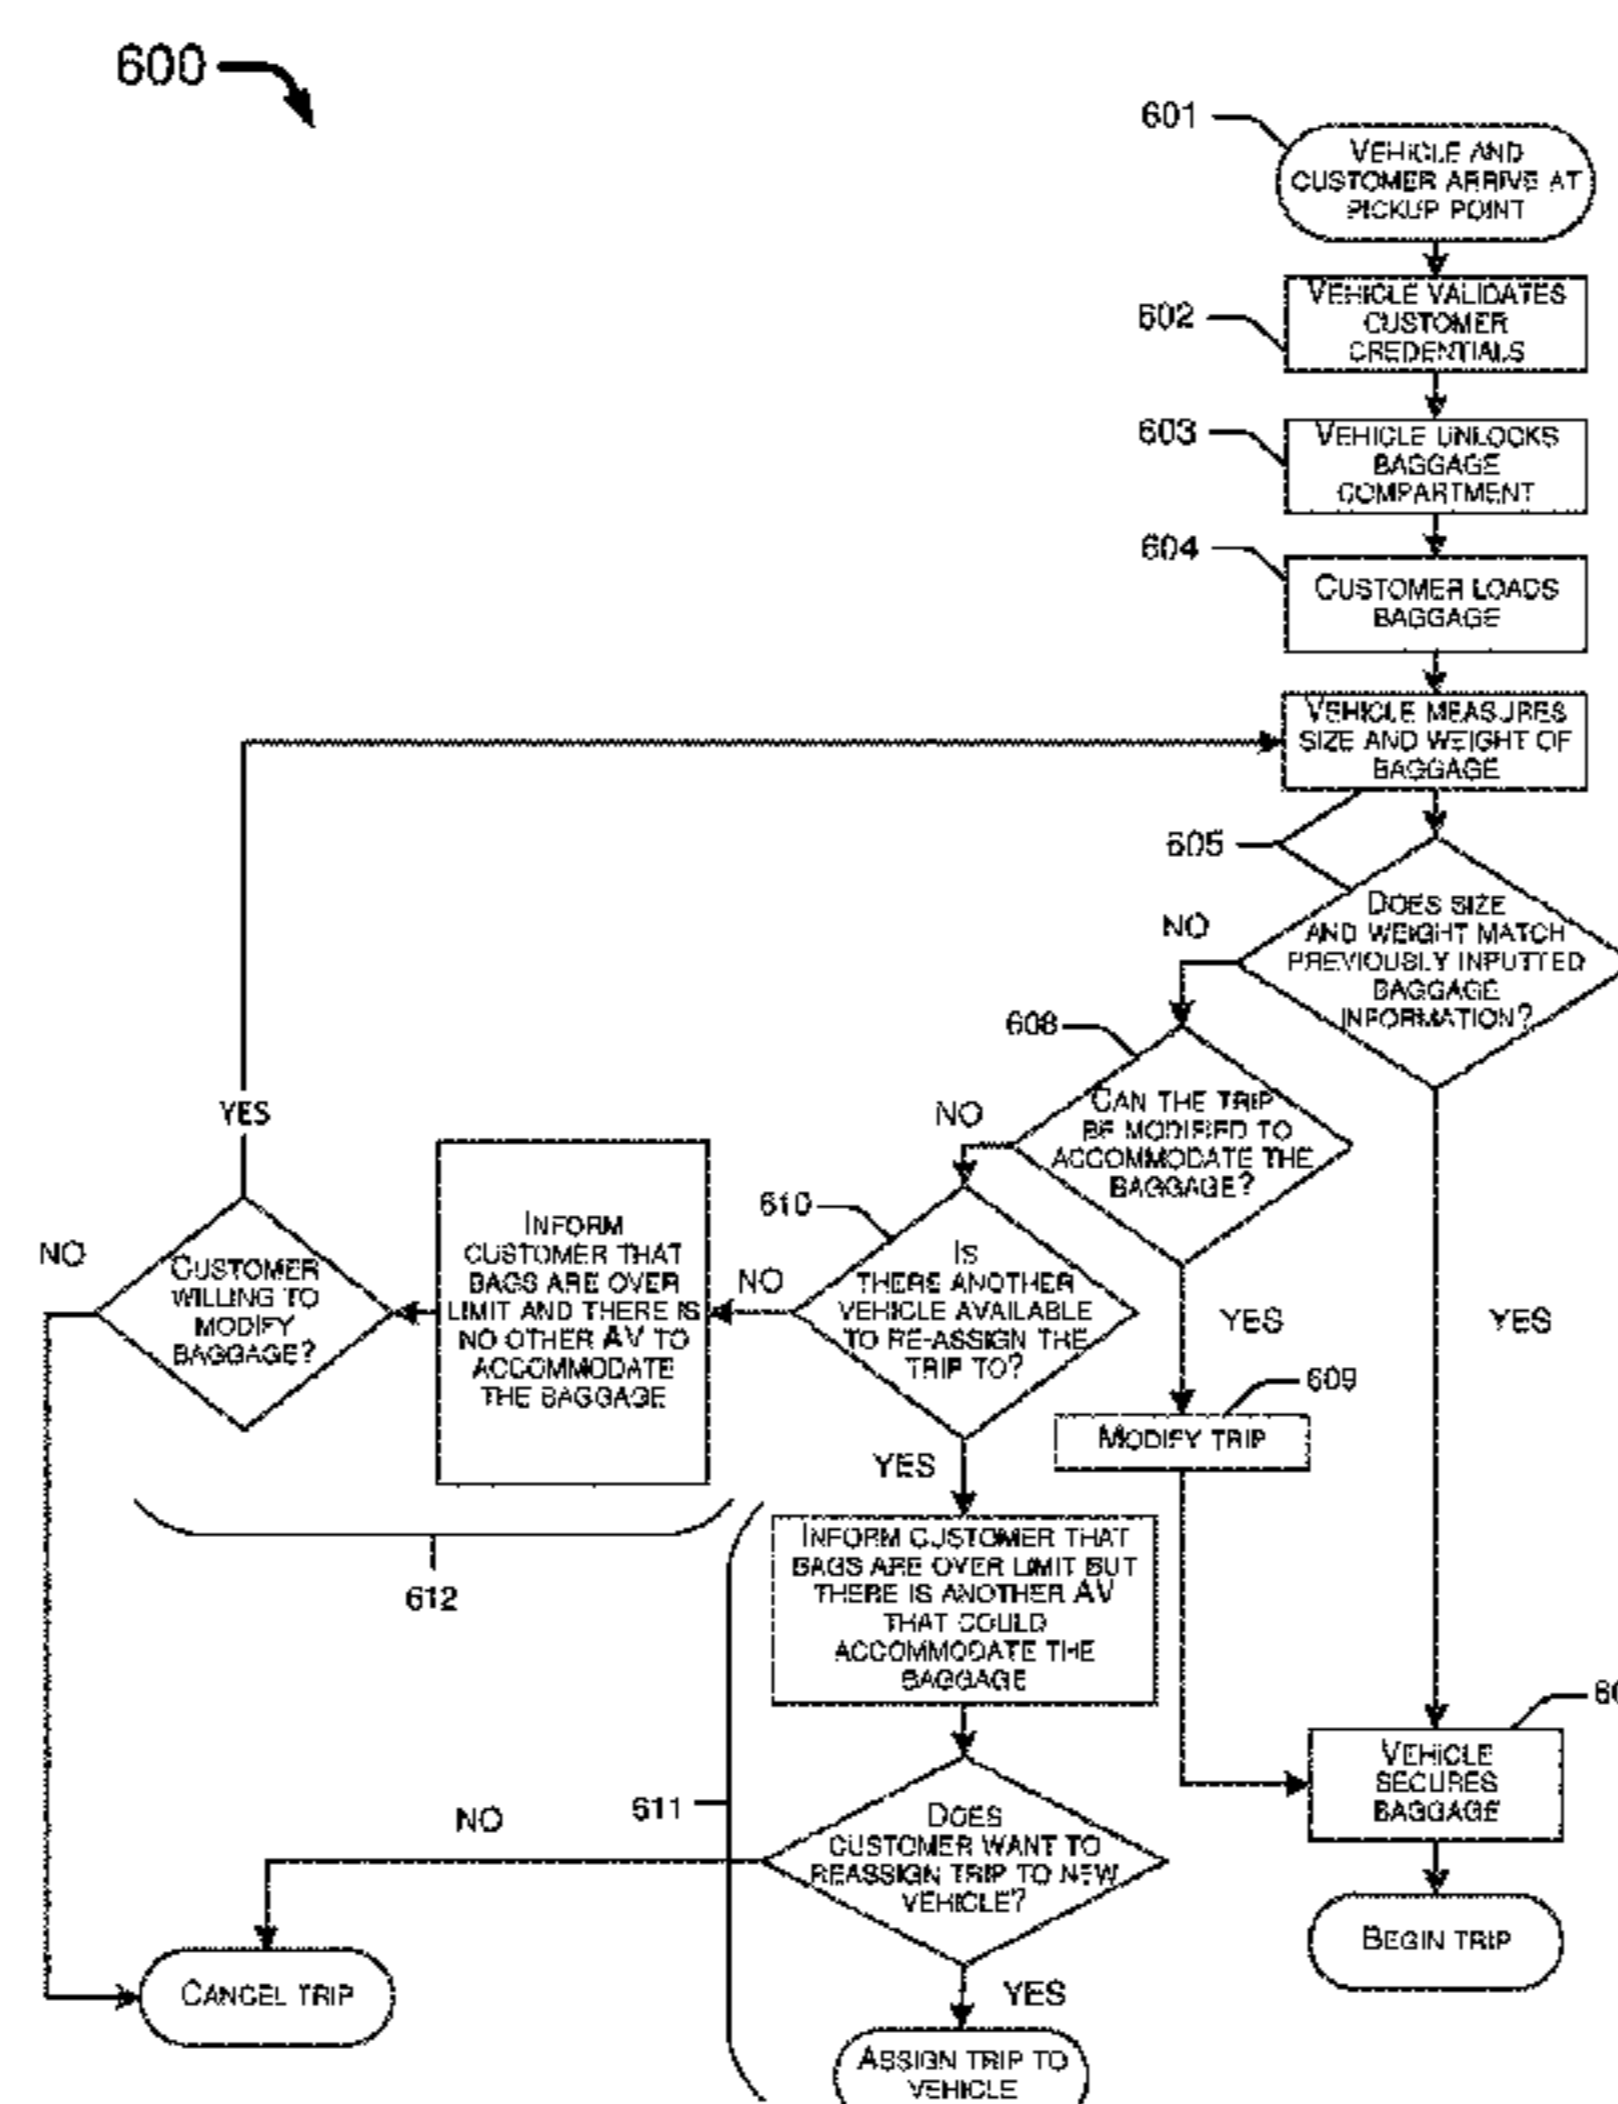 600
601
VEHICLE AND
CUSTOMER ARRIVE AT
PICKUP POINT
602
VEHICLE VALIDATES
CUSTOMER
CREDENTIALS
603
VEHICLE UNLOCKS
BAGGAGE
COMPARTMENT
604
CUSTOMER LOADS
BAGGAGE
VEHICLE MEASURES
SIZE AND WEIGHT OF
BAGGAGE
605
DOES SIZE
AND WEIGHT MATCH
PREVIOUSLY INPUTTED
BAGGAGE
INFORMATION?
NO
YES
608
CAN THE TRIP
BE MODIFIED TO
ACCOMMODATE THE
BAGGAGE?
NO
YES
609
MODIFY TRIP
610
IS
THERE ANOTHER
VEHICLE AVAILABLE
TO RE-ASSIGN THE
TRIP TO?
NO
YES
INFORM
CUSTOMER THAT
BAGS ARE OVER
LIMIT AND THERE IS
NO OTHER AV TO
ACCOMMODATE
THE BAGGAGE
CUSTOMER
WILLING TO
MODIFY
BAGGAGE?
YES
NO
612
INFORM CUSTOMER THAT
BAGS ARE OVER LIMIT BUT
THERE IS ANOTHER AV
THAT COULD
ACCOMMODATE THE
BAGGAGE
611
DOES
CUSTOMER WANT TO
REASSIGN TRIP TO NEW
VEHICLE?
NO
YES
CANCEL TRIP
ASSIGN TRIP TO
VEHICLE
VEHICLE
SECURES
BAGGAGE
BEGIN TRIP